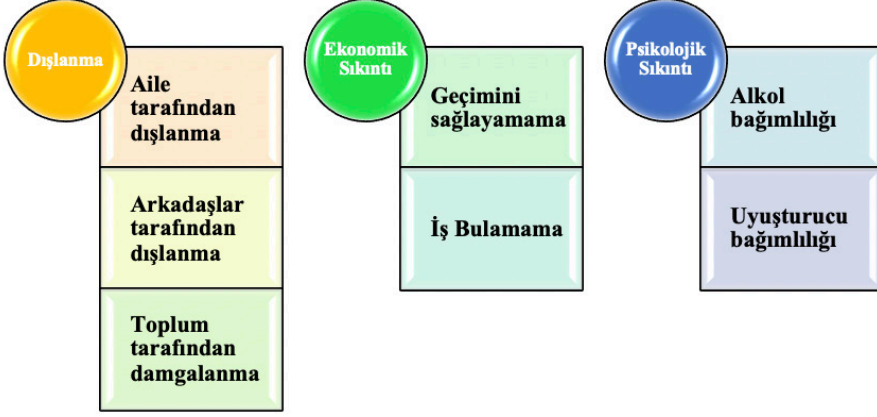 Dışlanma
Aile
tarafından
dışlanma
Arkadaşlar
tarafından
dışlanma
Toplum
tarafından
damgalanma
Ekonomik
Sıkıntı
Geçimini
sağlayamama
İş Bulamama
Psikolojik
Sıkıntı
Alkol
bağımlılığı
Uyuşturucu
bağımlılığı